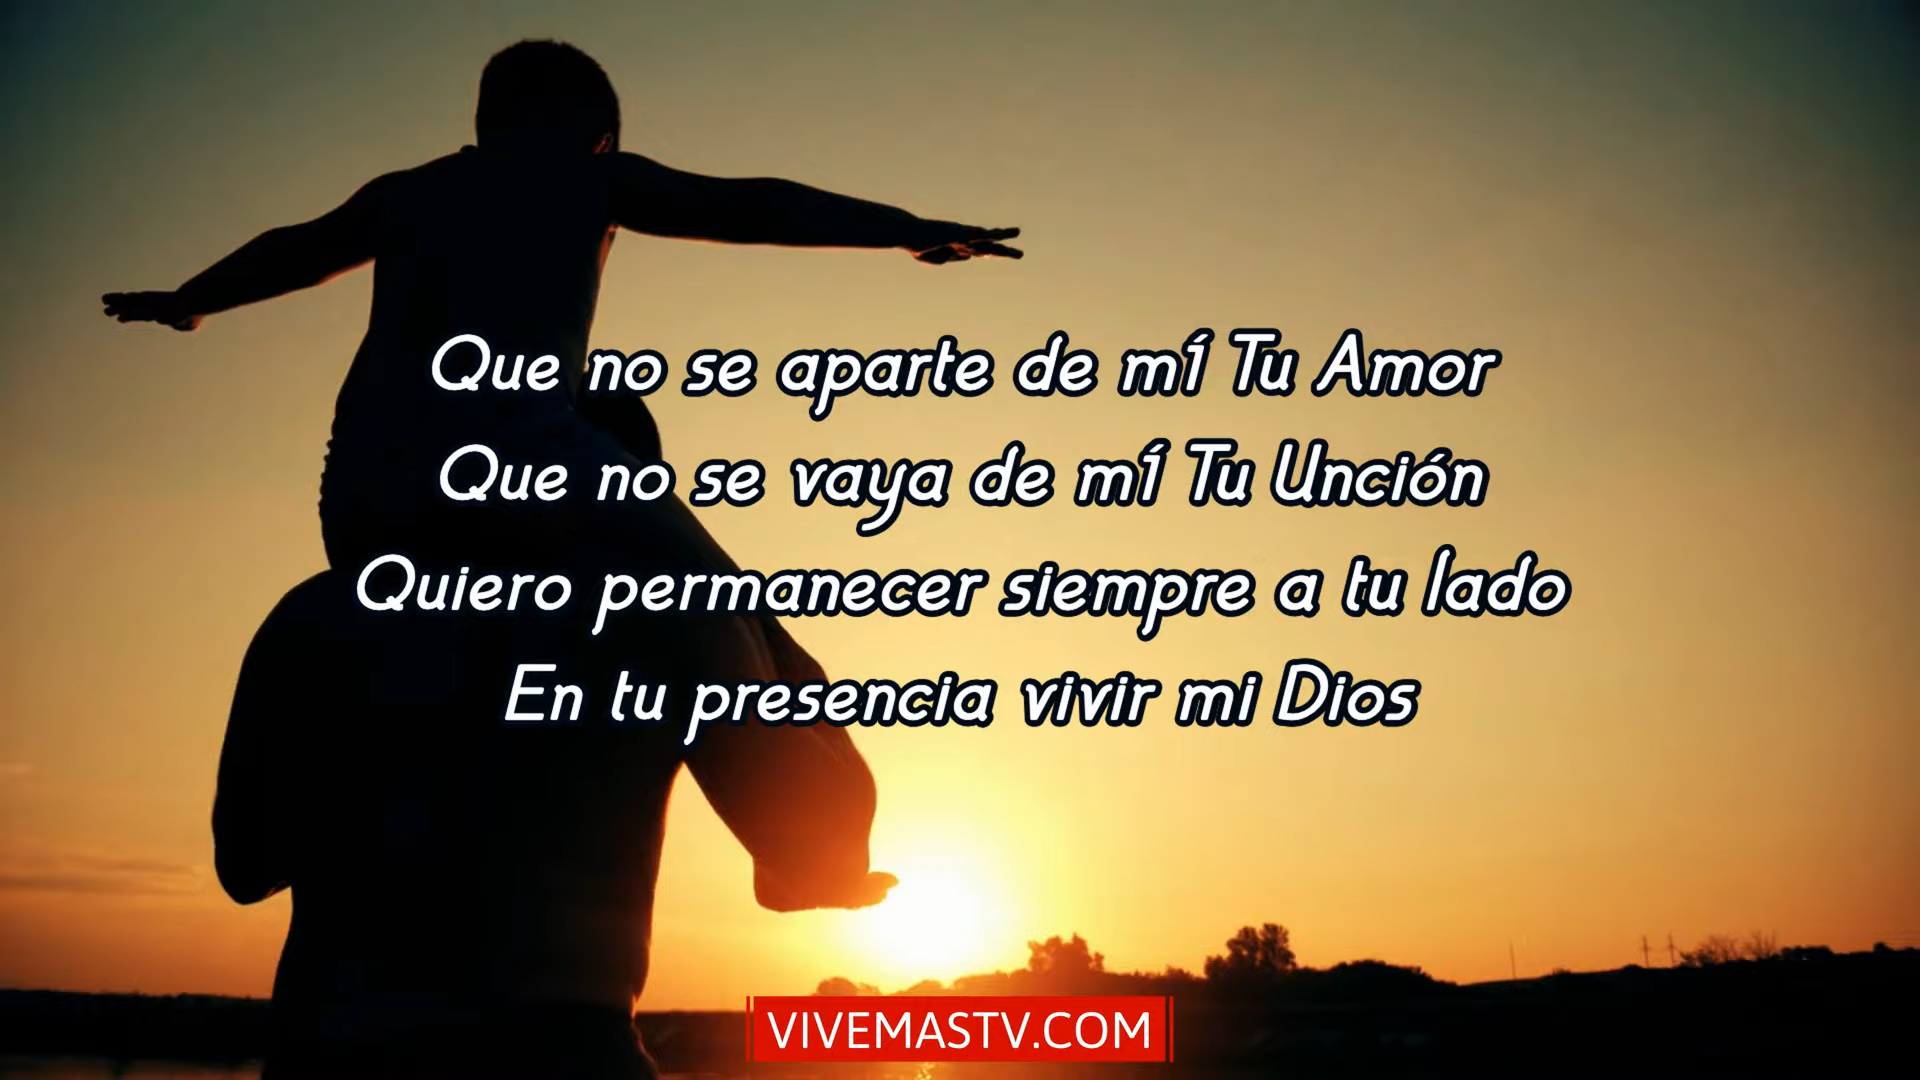 Que no se aparte de mí Tu Amor
Que no se vaya de mí Tu Unción
Quiero permanecer siempre a tu lado
En tu presencia vivir mi Dios
VIVEMASTV.COM